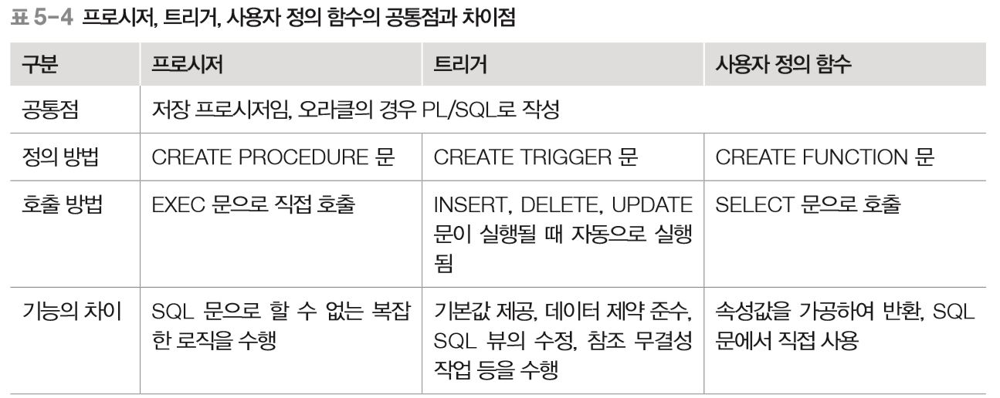 표 5-4 프로시저, 트리거, 사용자 정의 함수의 공통점과 차이점
구분 프로시저 트리거 사용자 정의 함수
공통점 저장 프로시저임, 오라클의 경우 PL/SQL로 작성
정의 방법 CREATE PROCEDURE 문 CREATE TRIGGER 문 CREATE FUNCTION 문
호출 방법 EXEC 문으로 직접 호출 INSERT, DELETE, UPDATE SELECT 문으로 호출
문이 실행될 때 자동으로 실행
됨
기능의 차이 SQL 문으로 할 수 없는 복잡 기본값 제공, 데이터 제약 준수, 속성값을 가공하여 반환, SQL
한 로직을 수행 SQL 뷰의 수정, 참조 무결성 문에서 직접 사용
작업 등을 수행